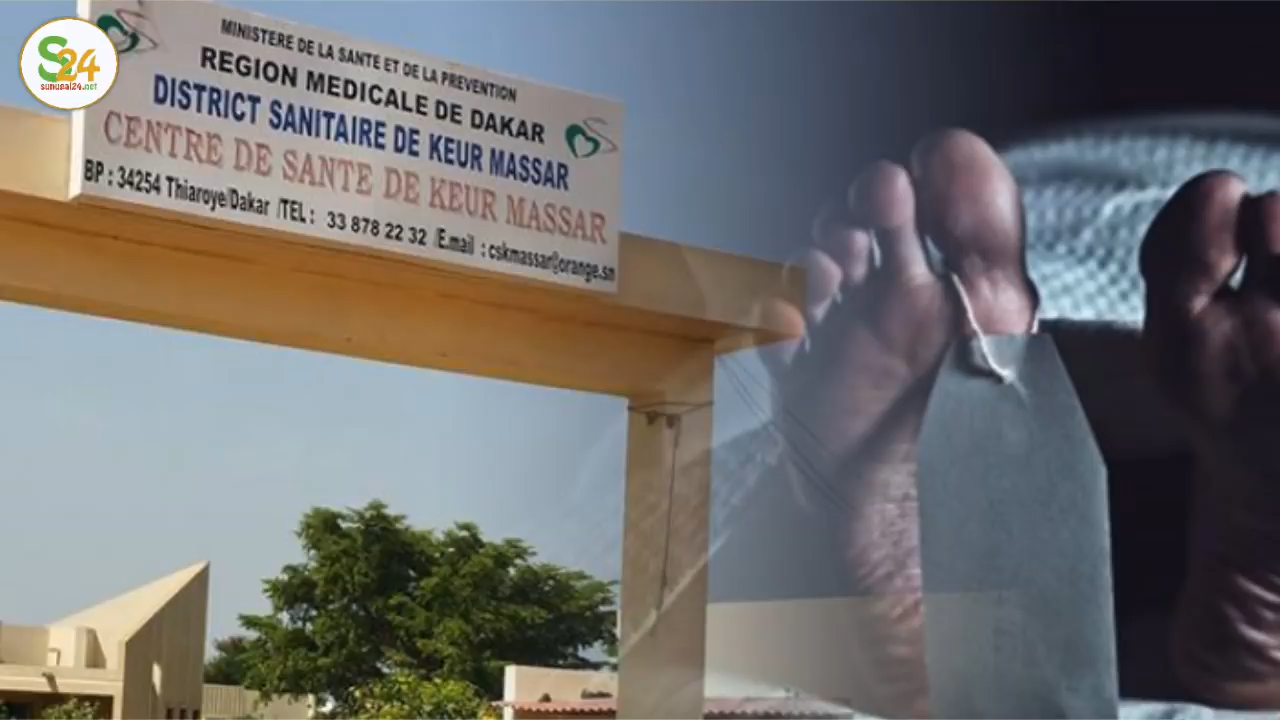 S24
sunusal24.net
MINISTERE DE LA SANTE ET DE LA PREVENTION
REGION MEDICALE DE DAKAR
DISTRICT SANITAIRE DE KEUR MASSAR
CENTRE DE SANTE DE KEUR MASSAR
BP : 34254 Thiaroye/Dakar /TEL : 33 878 22 32 /E.mail : cskmassar@orange.sn